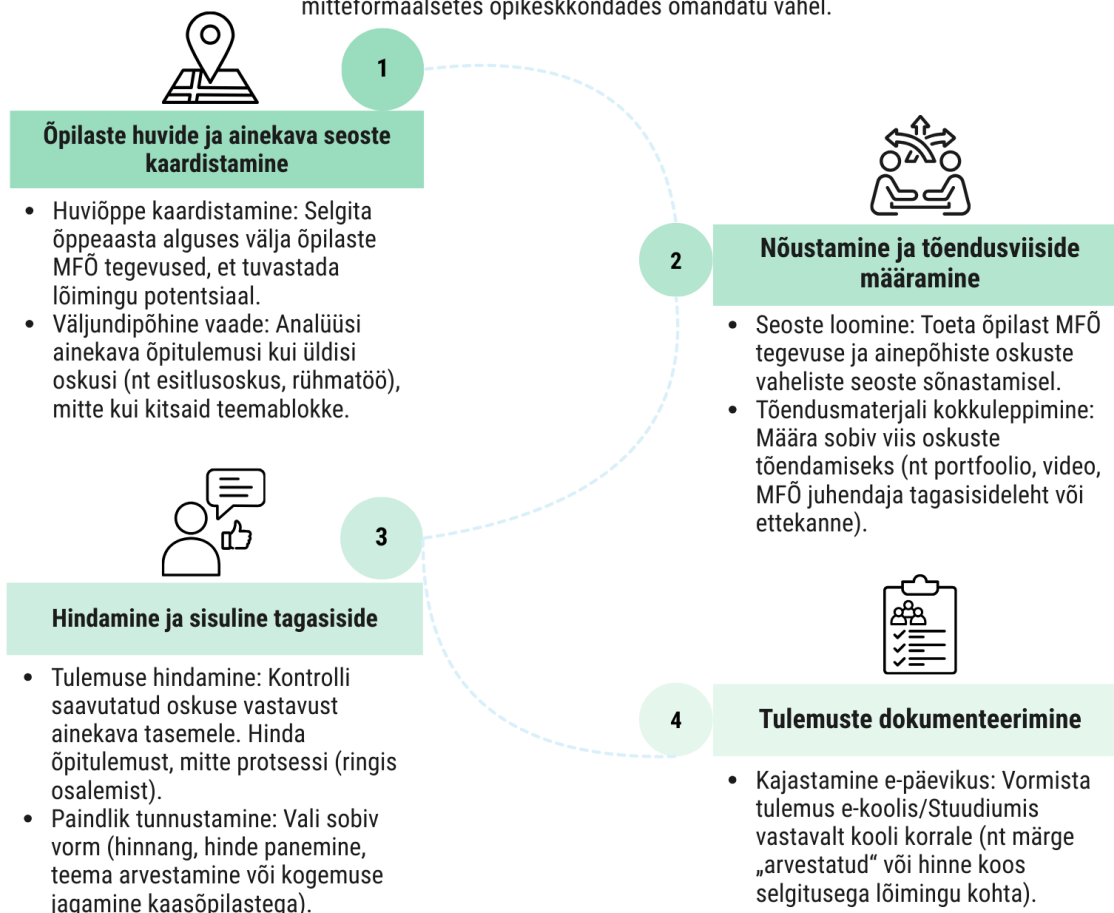 mitteformaalsetes õpikeskkondades omandatu vahel.
1
Õpilaste huvide ja ainekava seoste
kaardistamine
• Huviõppe kaardistamine: Selgita
õppeaasta alguses välja õpilaste
MFÕ tegevused, et tuvastada
lõimingu potentsiaal.
• Väljundipõhine vaade: Analüüsi
ainekava õpitulemusi kui üldisi
oskusi (nt esitlusoskus, rühmatöö),
mitte kui kitsaid teemablokke.
2
Nõustamine ja tõendusviiside
määramine
• Seoste loomine: Toeta õpilast MFÕ
tegevuse ja ainepõhiste oskuste
vaheliste seoste sõnastamisel.
• Tõendusmaterjali kokkuleppimine:
Määra sobiv viis oskuste
tõendamiseks (nt portfoolio, video,
MFÕ juhendaja tagasisideleht või
ettekanne).
3
Hindamine ja sisuline tagasiside
• Tulemuse hindamine: Kontrolli
saavutatud oskuse vastavust
ainekava tasemele. Hinda
õpitulemust, mitte protsessi (ringis
osalemist).
• Paindlik tunnustamine: Vali sobiv
vorm (hinnang, hinde panemine,
teema arvestamine või kogemuse
jagamine kaasõpilastega).
4
Tulemuste dokumenteerimine
• Kajastamine e-päevikus: Vormista
tulemus e-koolis/Stuudiumis
vastavalt kooli korrale (nt märge
„arvestatud“ või hinne koos
selgitusega lõimingu kohta).